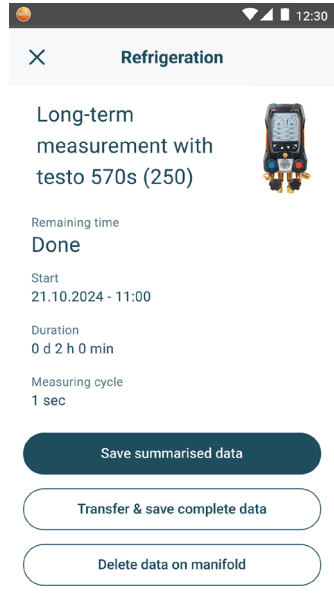 12:30
Refrigeration
Long-term
measurement with
testo 570s (250)
Remaining time
Done
Start
21.10.2024 - 11:00
Duration
0 d 2 h 0 min
Measuring cycle
1 sec
Save summarised data
Transfer & save complete data
Delete data on manifold